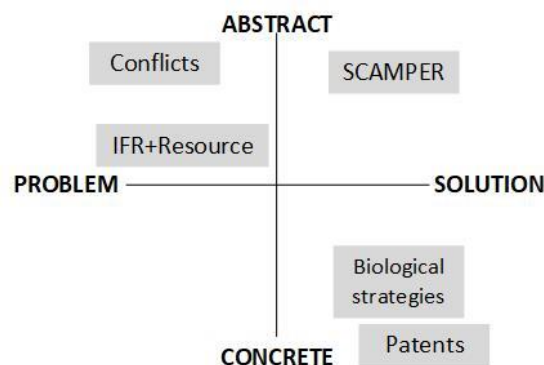 ABSTRACT
Conflicts
SCAMPER
IFR+Resource
PROBLEM
SOLUTION
Biological
strategies
Patents
CONCRETE